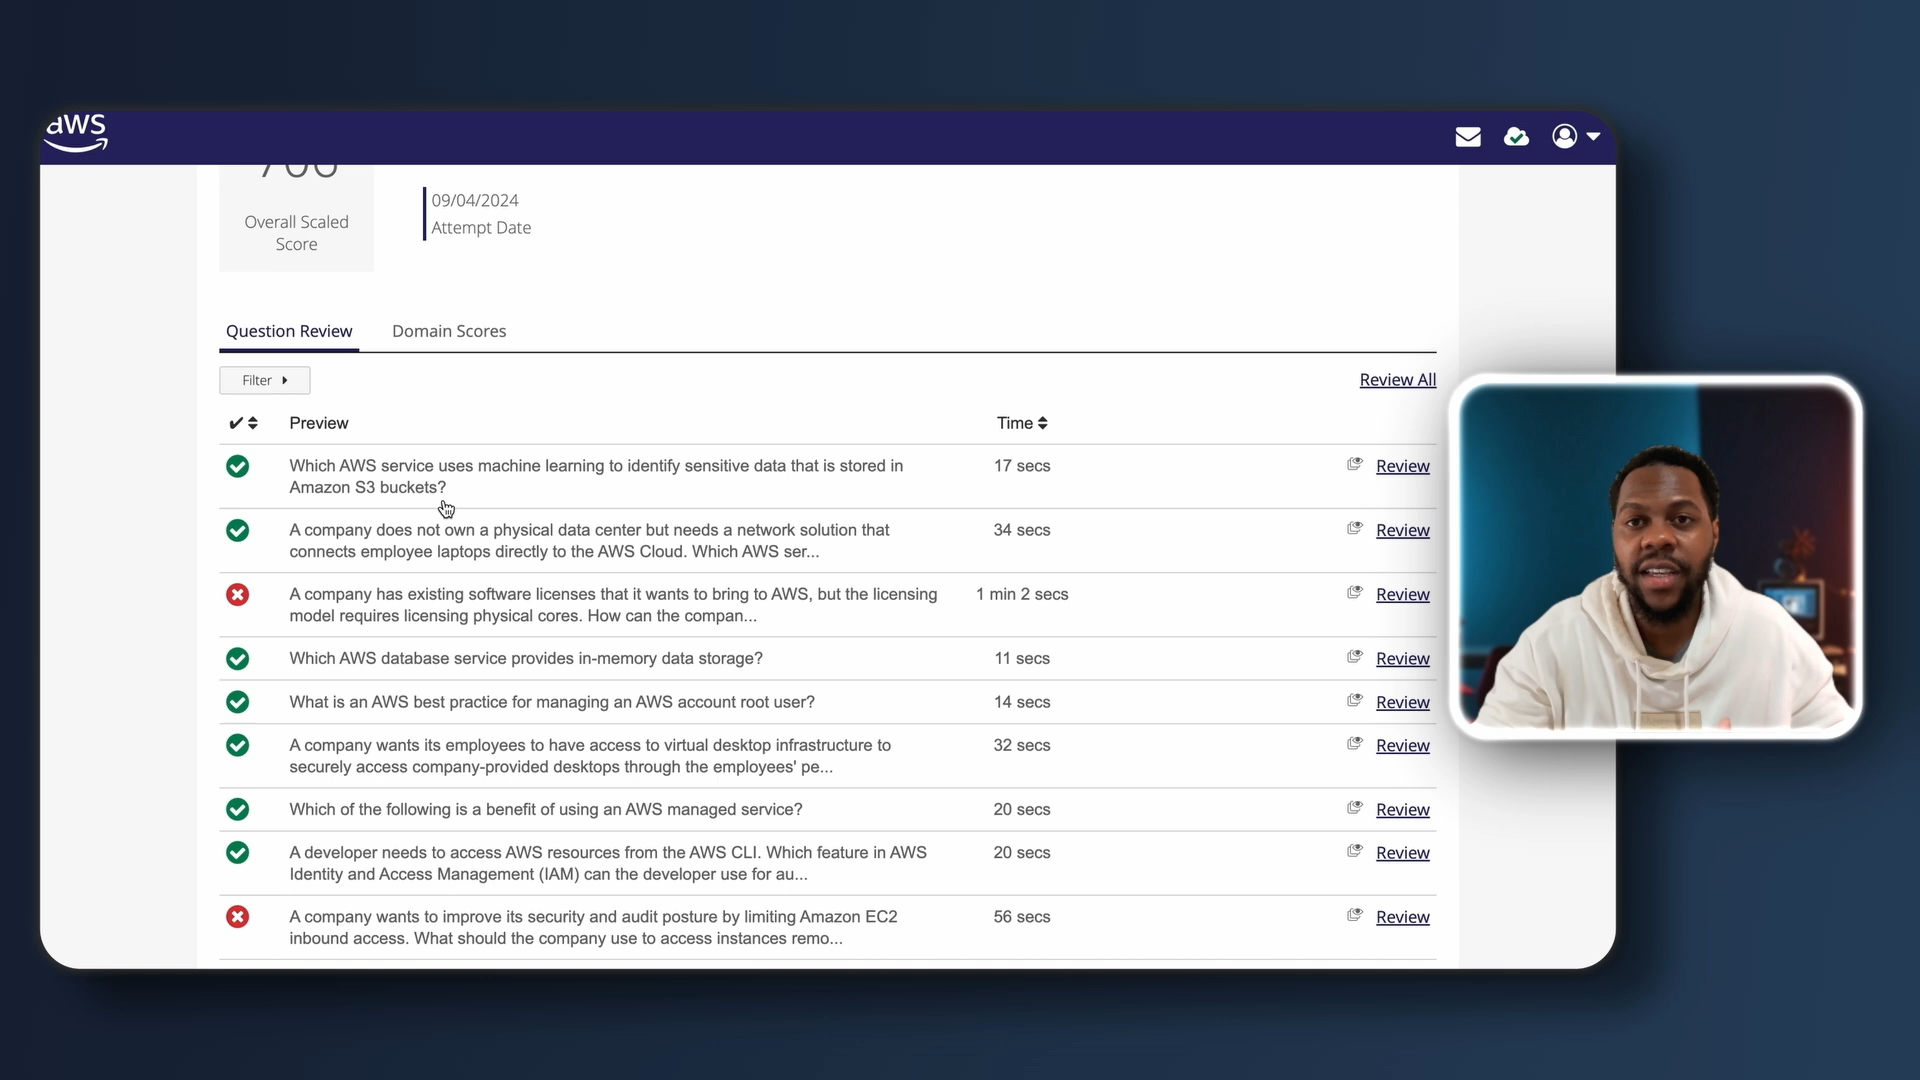 aWS
Overall Scaled
Score
09/04/2024
Attempt Date
Question Review
Domain Scores
Filter
Review All
Preview
Time
Which AWS service uses machine learning to identify sensitive data that is stored in
Amazon S3 buckets?
17 secs
Review
A company does not own a physical data center but needs a network solution that
connects employee laptops directly to the AWS Cloud. Which AWS ser...
34 secs
Review
A company has existing software licenses that it wants to bring to AWS, but the licensing
model requires licensing physical cores. How can the compan...
1 min 2 secs
Review
Which AWS database service provides in-memory data storage?
11 secs
Review
What is an AWS best practice for managing an AWS account root user?
14 secs
Review
A company wants its employees to have access to virtual desktop infrastructure to
securely access company-provided desktops through the employees' pe...
32 secs
Review
Which of the following is a benefit of using an AWS managed service?
20 secs
Review
A developer needs to access AWS resources from the AWS CLI. Which feature in AWS
Identity and Access Management (IAM) can the developer use for au...
20 secs
Review
A company wants to improve its security and audit posture by limiting Amazon EC2
inbound access. What should the company use to access instances remo...
56 secs
Review